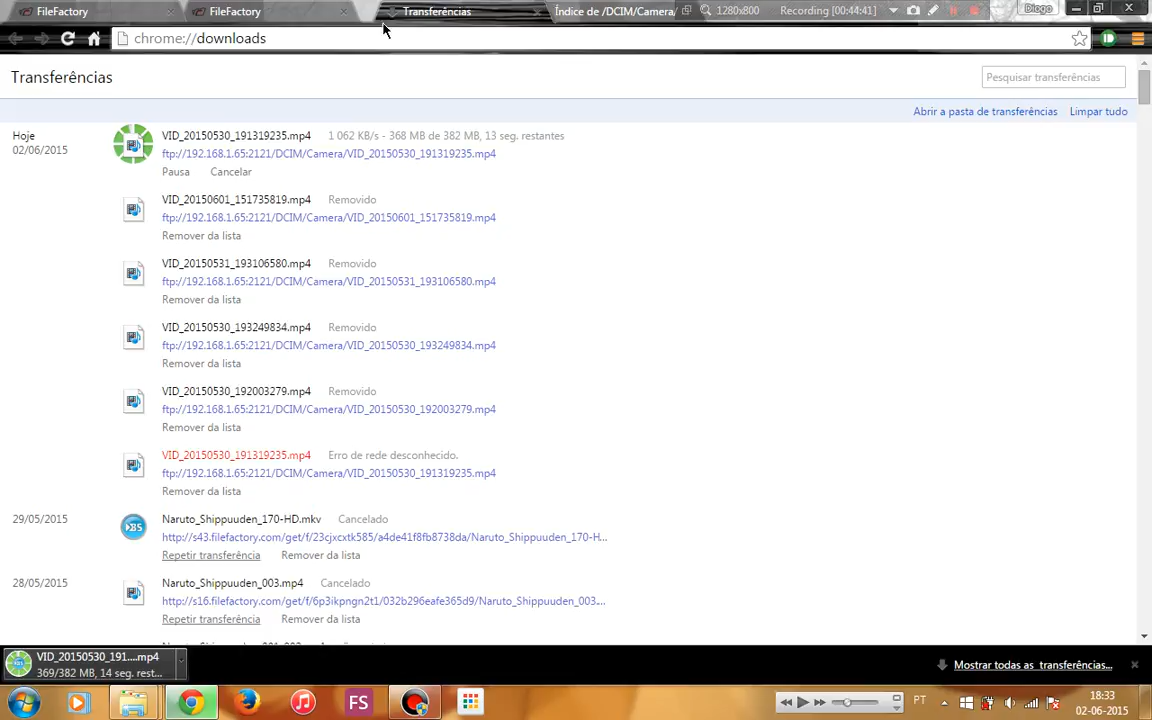 FileFactory
FileFactory
Transferências
Índice de /DCIM/Camera/
1280x800
Recording [00:44:41]
Diogo
chrome://downloads
Transferências
Pesquisar transferências
Abrir a pasta de transferências
Limpar tudo
Hoje
02/06/2015
VID_20150530_191319235.mp4 1 062 KB/s - 368 MB de 382 MB, 13 seg. restantes
ftp://192.168.1.65:2121/DCIM/Camera/VID_20150530_191319235.mp4
Pausa Cancelar
VID_20150601_151735819.mp4 Removido
ftp://192.168.1.65:2121/DCIM/Camera/VID_20150601_151735819.mp4
Remover da lista
VID_20150531_193106580.mp4 Removido
ftp://192.168.1.65:2121/DCIM/Camera/VID_20150531_193106580.mp4
Remover da lista
VID_20150530_193249834.mp4 Removido
ftp://192.168.1.65:2121/DCIM/Camera/VID_20150530_193249834.mp4
Remover da lista
VID_20150530_192003279.mp4 Removido
ftp://192.168.1.65:2121/DCIM/Camera/VID_20150530_192003279.mp4
Remover da lista
VID_20150530_191319235.mp4 Erro de rede desconhecido.
ftp://192.168.1.65:2121/DCIM/Camera/VID_20150530_191319235.mp4
Remover da lista
29/05/2015
Naruto_Shippuuden_170-HD.mkv Cancelado
http://s43.filefactory.com/get/f/23cjxcxtk585/a4de41f8fb8738da/Naruto_Shippuuden_170-H...
Repetir transferência Remover da lista
28/05/2015
Naruto_Shippuuden_003.mp4 Cancelado
http://s16.filefactory.com/get/f/6p3ikpngn2t1/032b296eafe365d9/Naruto_Shippuuden_003....
Repetir transferência Remover da lista
VID_20150530_191....mp4
369/382 MB, 14 seg. rest...
Mostrar todas as transferências...
FS
PT
18:33
02-06-2015